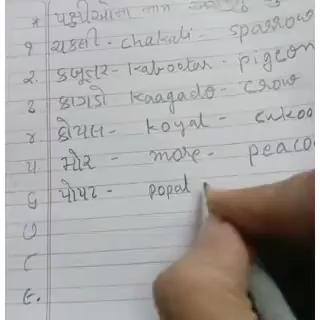 * પક્ષીઓના નામ
૧ ચકલી - Chakali - sparrow
૨. કબૂતર - Kabootar - pigeon
૩ કાગડો Kaagado - crow
૪ કોયલ - koyal - cukoo
૫ મોર - more - peaco
૬ પોપટ - popat
૭
૮
૯.